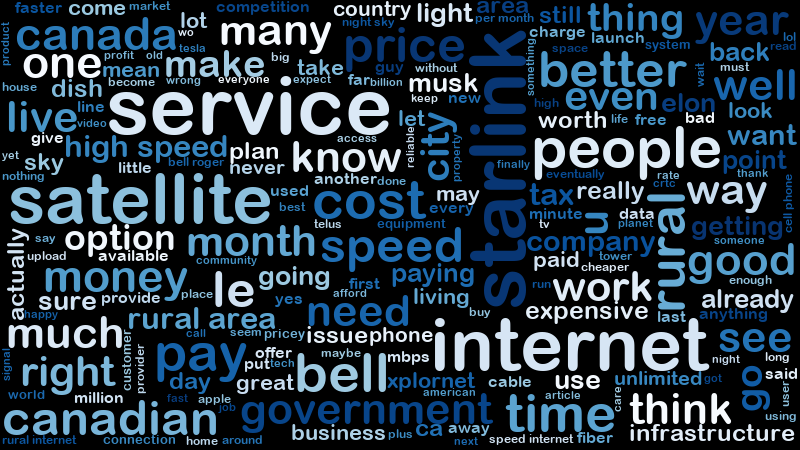 faster come market competition country light area still thing year
product canada wo lot many night sky per month charge launch system back read lol
tesla price something space
one profit old make big take guy without better wait must
mean become wrong everyone expect far billion musk high even elon well
house dish service keep new starlink worth life free bad look
live line video let reliable city property want
give high speed plan know access people point
yet sky little bell roger never finally eventually rate thank
nothing satellite another done cost may tax really crtc way cell phone
used best every minute u data planet getting
actually say option month telus equipment speed tv company tower rural someone
upload available community paid cheaper good
money going first paying run work enough
sure provide place le yes afford living buy expensive last already
happy rural area need anything
much customer call seem pricey issue phone internet see
signal provider pay offer maybe mbps night long
right day put tech bell xplornet cable use unlimited got go said
world million fast apple great american article carer user
canadian job government time think using
business plus ca away infrastructure
rural internet connection home around next speed internet fiber